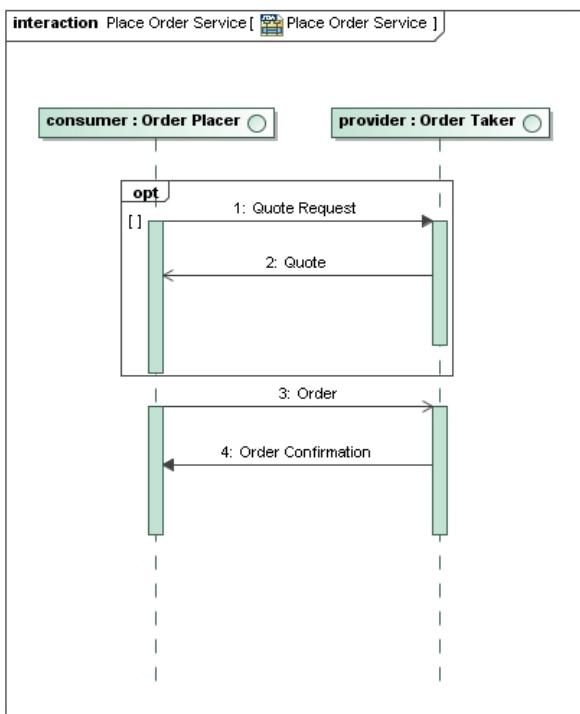 interaction Place Order Service [ Place Order Service ]
consumer : Order Placer
provider : Order Taker
opt
[ ]
1: Quote Request
2: Quote
3: Order
4: Order Confirmation